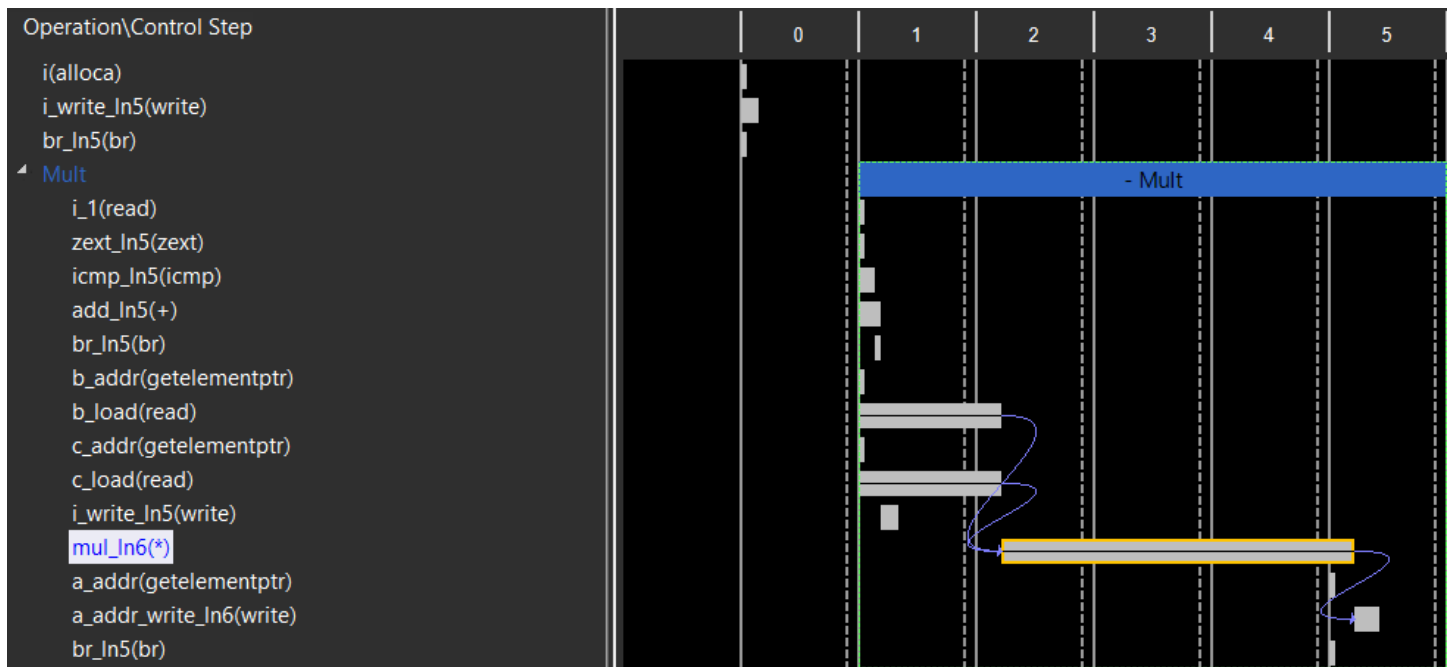 Operation\Control Step 0 1 2 3 4 5
i(alloca)
i_write_ln5(write)
br_ln5(br)
Mult - Mult
i_1(read)
zext_ln5(zext)
icmp_ln5(icmp)
add_ln5(+)
br_ln5(br)
b_addr(getelementptr)
b_load(read)
c_addr(getelementptr)
c_load(read)
i_write_ln5(write)
mul_ln6(*)
a_addr(getelementptr)
a_addr_write_ln6(write)
br_ln5(br)